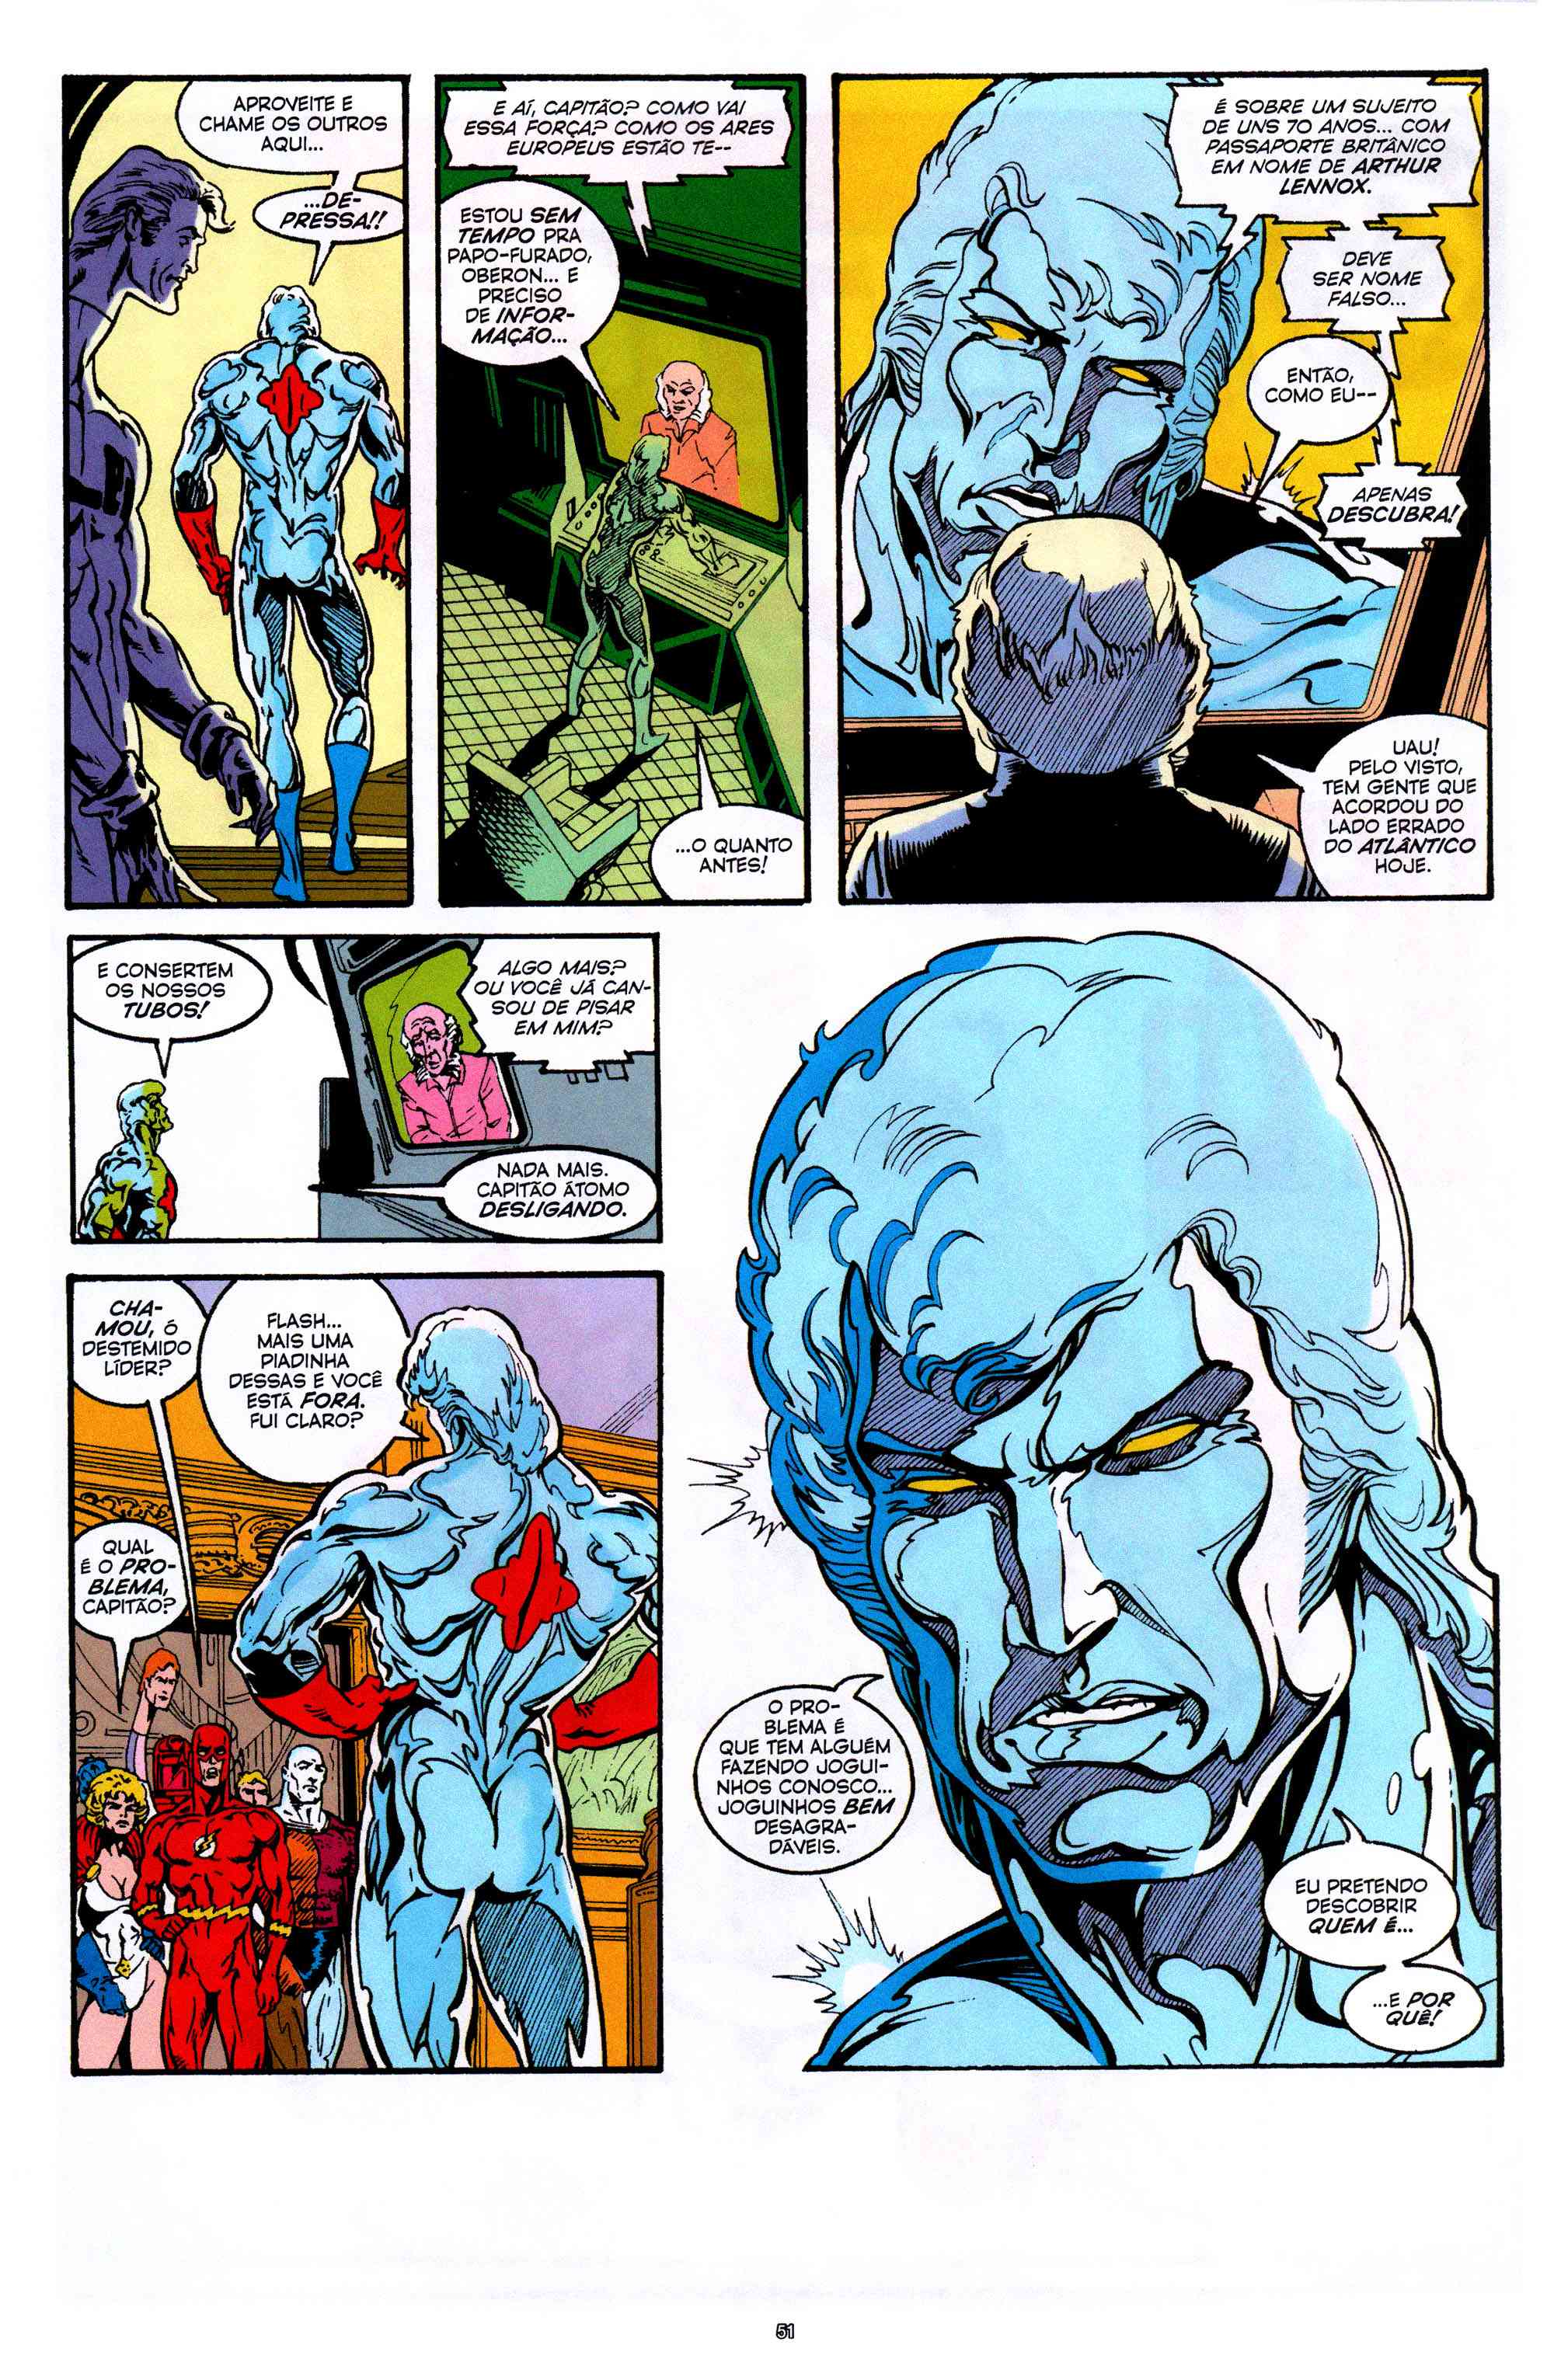 APROVEITE E
CHAME OS OUTROS
AQUI...
...DE-
PRESSA!!
E AÍ, CAPITÃO? COMO VAI
ESSA FORÇA? COMO OS ARES
EUROPEUS ESTÃO TE--
ESTOU SEM
TEMPO PRA
PAPO-FURADO,
OBERON... E
PRECISO
DE INFOR-
MAÇÃO...
...O QUANTO
ANTES!
É SOBRE UM SUJEITO
DE UNS 70 ANOS... COM
PASSAPORTE BRITÂNICO
EM NOME DE ARTHUR
LENNOX.
DEVE
SER NOME
FALSO...
ENTÃO,
COMO EU--
APENAS
DESCUBRA!
UAU!
PELO VISTO,
TEM GENTE QUE
ACORDOU DO
LADO ERRADO
DO ATLÂNTICO
HOJE.
E CONSERTEM
OS NOSSOS
TUBOS!
ALGO MAIS?
OU VOCÊ JÁ CAN-
SOU DE PISAR
EM MIM?
NADA MAIS.
CAPITÃO ÁTOMO
DESLIGANDO.
CHA-
MOU, Ó
DESTEMIDO
LÍDER?
FLASH...
MAIS UMA
PIADINHA
DESSAS E VOCÊ
ESTÁ FORA.
FUI CLARO?
QUAL
É O PRO-
BLEMA,
CAPITÃO?
O PRO-
BLEMA É
QUE TEM ALGUÉM
FAZENDO JOGUI-
NHOS CONOSCO...
JOGUINHOS BEM
DESAGRA-
DÁVEIS.
EU PRETENDO
DESCOBRIR
QUEM É...
...E POR
QUÊ!
51